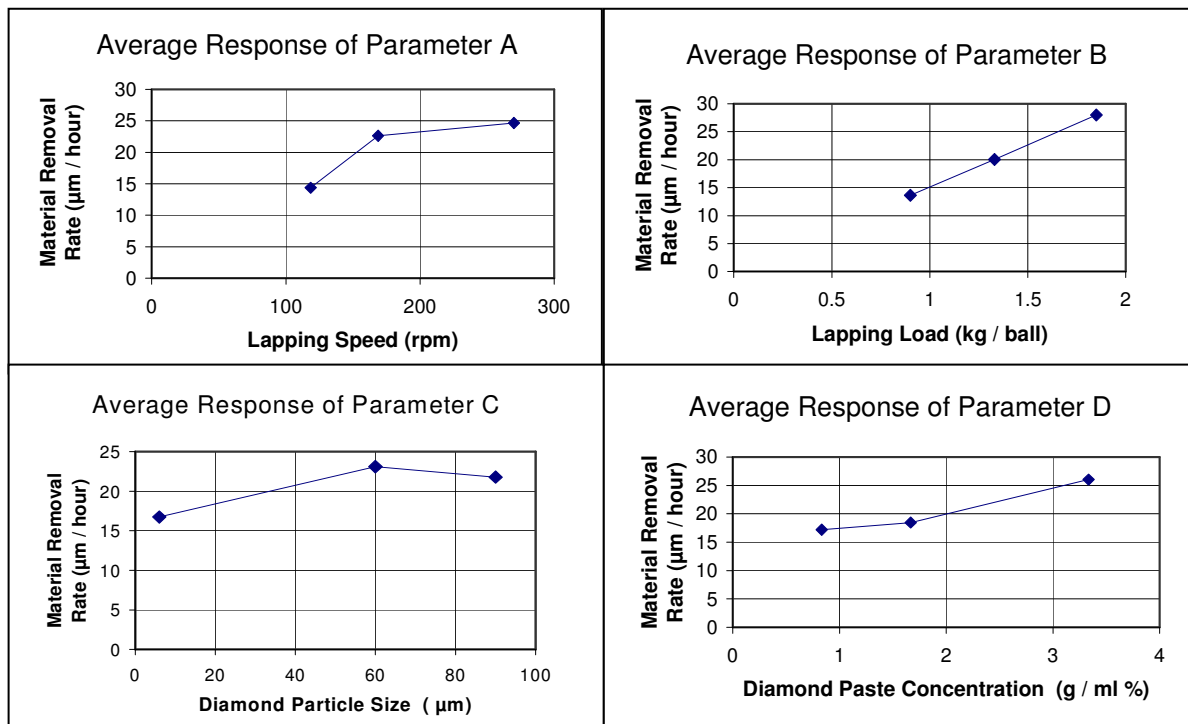 Average Response of Parameter A
Material Removal
Rate (µm / hour)
30
25
20
15
10
5
0
0 100 200 300
Lapping Speed (rpm)
Average Response of Parameter B
Material Removal
Rate (µm / hour)
30
25
20
15
10
5
0
0 0.5 1 1.5 2
Lapping Load (kg / ball)
Average Response of Parameter C
Material Removal
Rate (µm / hour)
25
20
15
10
5
0
0 20 40 60 80 100
Diamond Particle Size ( µm)
Average Response of Parameter D
Material Removal
Rate (µm / hour)
30
25
20
15
10
5
0
0 1 2 3 4
Diamond Paste Concentration (g / ml %)